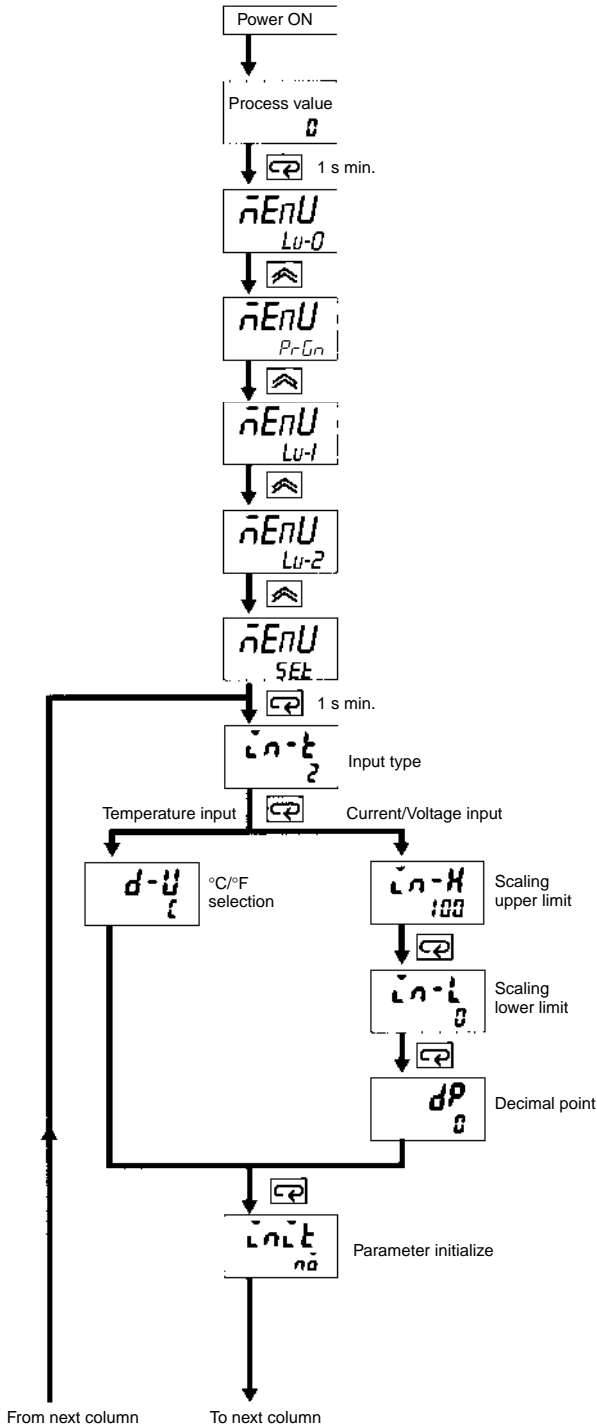 Power ON
Process value
0
1 s min.
mEnU
Lu-0
mEnU
PrGn
mEnU
Lu-1
mEnU
Lu-2
mEnU
SEt
1 s min.
in-t
2
Input type
Temperature input
Current/Voltage input
d-U
C
°C/°F
selection
in-H
100
Scaling
upper limit
in-L
0
Scaling
lower limit
dP
0
Decimal point
init
no
Parameter initialize
From next column
To next column